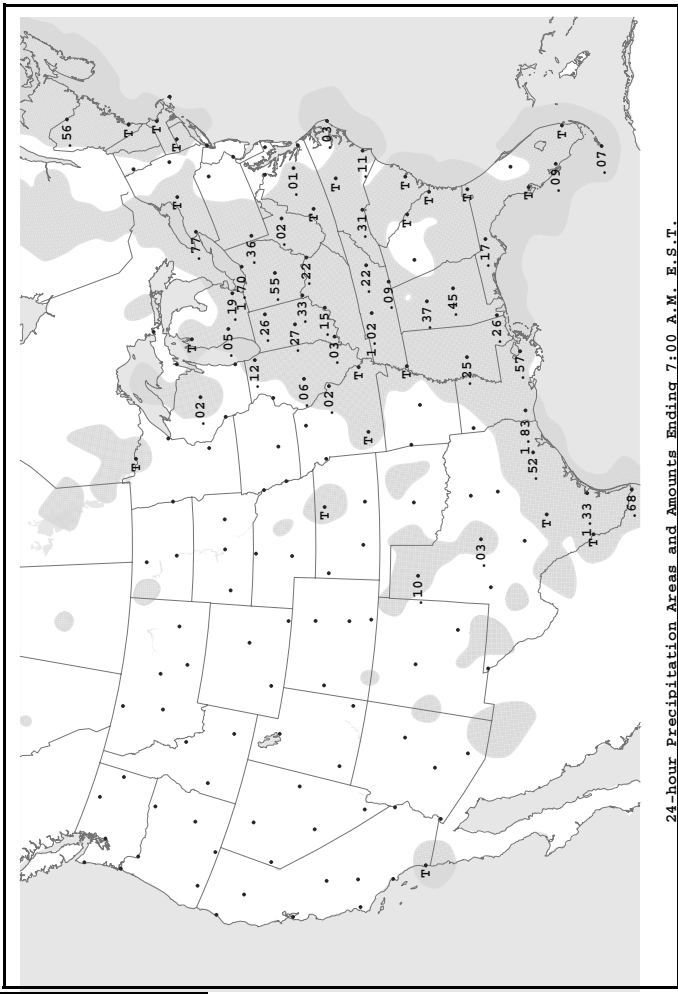 .56
T
T
T
T
T
T
.77
.02
.05
.19
1.70
.36
.12
.26
.55
.02
.01
.27
.33
.06
.22
T
.15
T
.03
.02
.03
T
T
.11
.31
.22
T
1.02
.09
T
T
T
.10
T
.37
T
.45
.25
T
.03
.17
.26
.57
1.83
T
.52
T
.09
T
1.33
T
.07
.68
24-hour Precipitation Areas and Amounts Ending 7:00 A.M. E.S.T.